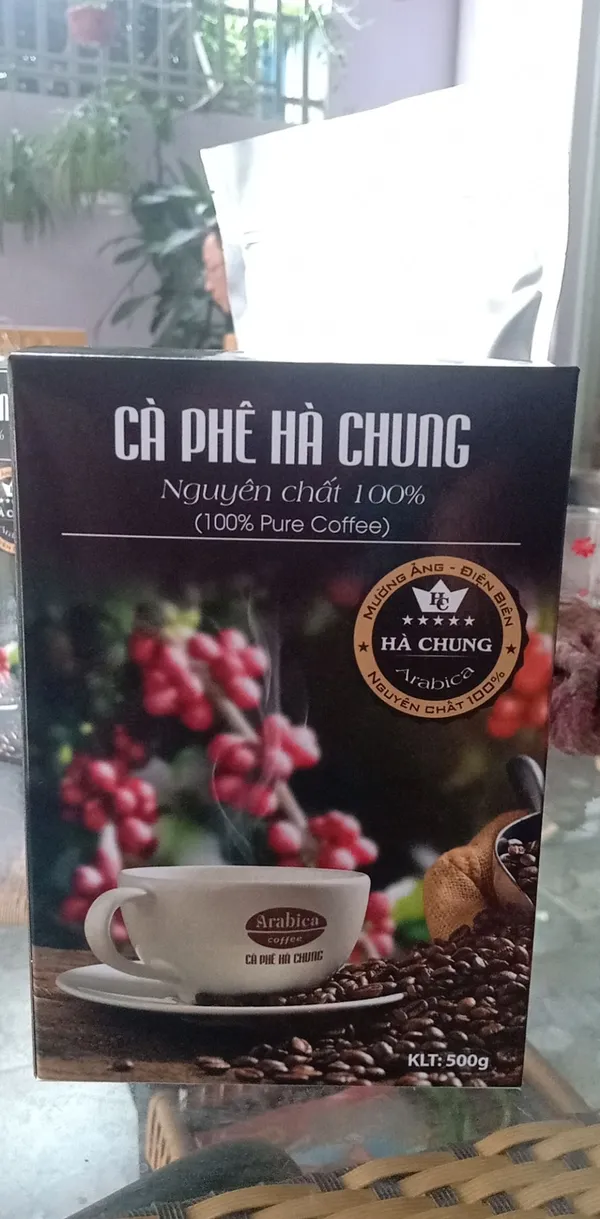 CÀ PHÊ HÀ CHUNG
Nguyên chất 100%
(100% Pure Coffee)
MƯỜNG ẢNG - ĐIỆN BIÊN
HC
HÀ CHUNG
Arabica
NGUYÊN CHẤT 100%
Arabica
coffee
CÀ PHÊ HÀ CHUNG
KLT: 500g